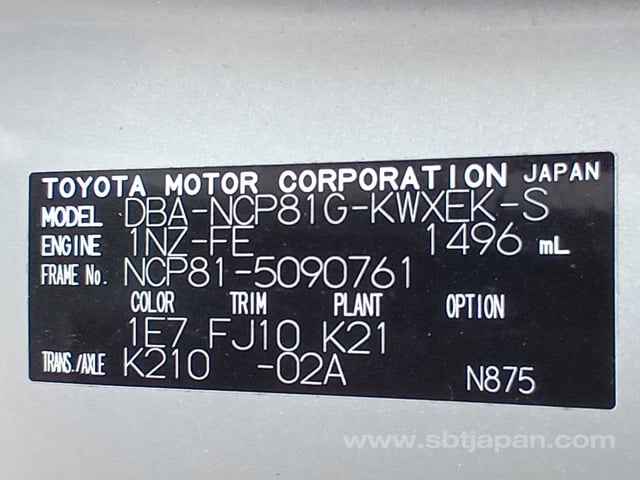 TOYOTA MOTOR CORPORATION JAPAN
MODEL DBA-NCP81G-KWXEK-S
ENGINE 1NZ-FE 1496 mL
FRAME No. NCP81-5090761
COLOR TRIM PLANT OPTION
1E7 FJ10 K21
TRANS./AXLE K210 -02A N875
www.sbtjapan.com